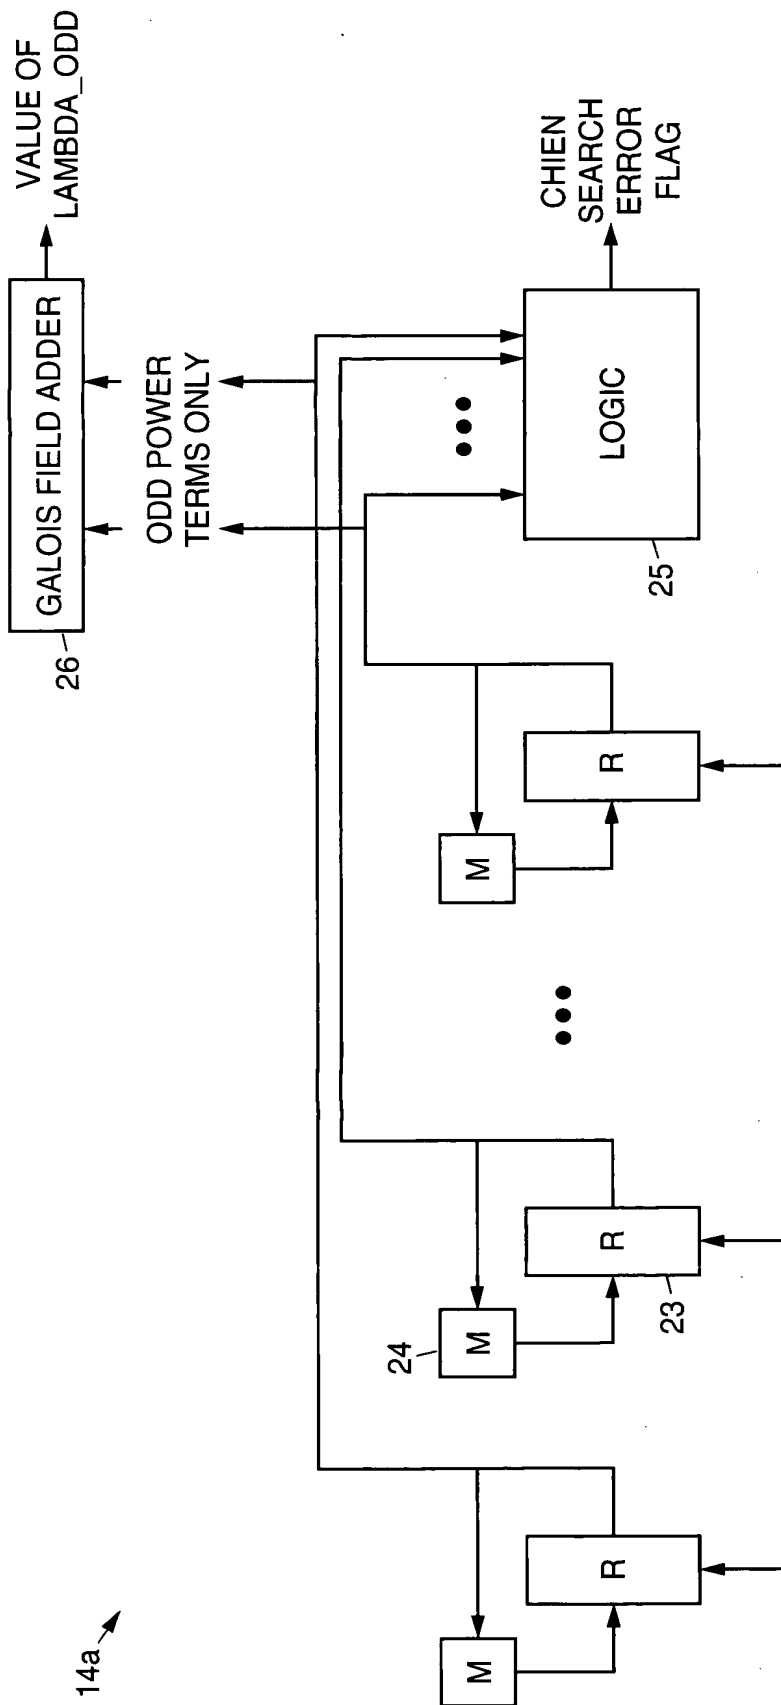 14a
VALUE OF
LAMBDA_ODD
GALOIS FIELD ADDER
26
ODD POWER
TERMS ONLY
CHIEN
SEARCH
ERROR
FLAG
LOGIC
25
M
R
24
M
R
23
M
R